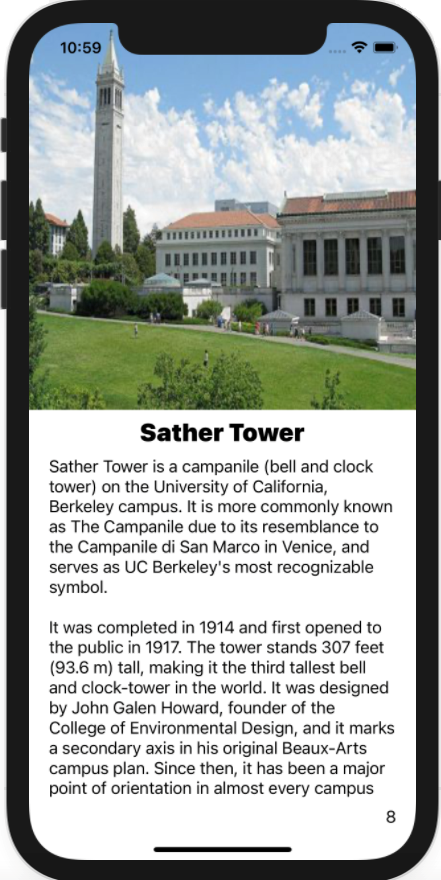 10:59
Sather Tower
Sather Tower is a campanile (bell and clock
tower) on the University of California,
Berkeley campus. It is more commonly known
as The Campanile due to its resemblance to
the Campanile di San Marco in Venice, and
serves as UC Berkeley's most recognizable
symbol.
It was completed in 1914 and first opened to
the public in 1917. The tower stands 307 feet
(93.6 m) tall, making it the third tallest bell
and clock-tower in the world. It was designed
by John Galen Howard, founder of the
College of Environmental Design, and it marks
a secondary axis in his original Beaux-Arts
campus plan. Since then, it has been a major
point of orientation in almost every campus
8